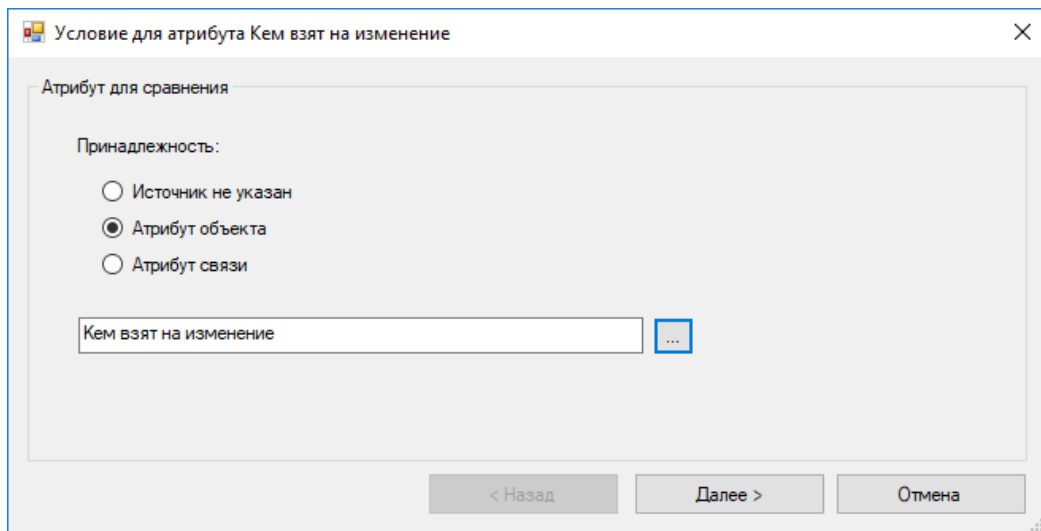 Условие для атрибута Кем взят на изменение
Атрибут для сравнения
Принадлежность:
Источник не указан
Атрибут объекта
Атрибут связи
Кем взят на изменение
...
< Назад
Далее >
Отмена